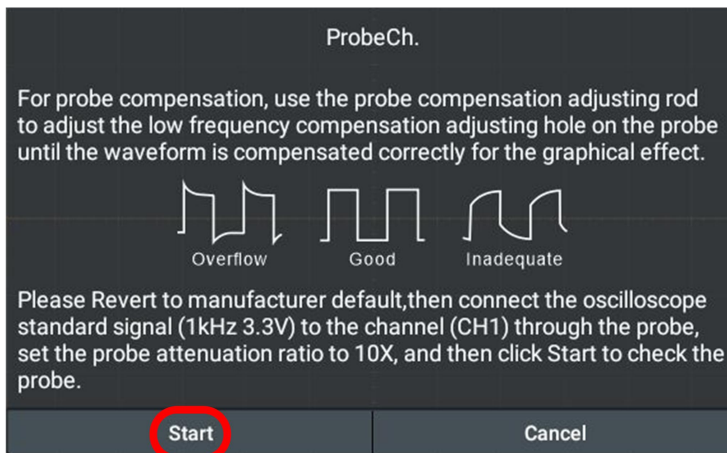 ProbeCh.
For probe compensation, use the probe compensation adjusting rod
to adjust the low frequency compensation adjusting hole on the probe
until the waveform is compensated correctly for the graphical effect.
Overflow Good Inadequate
Please Revert to manufacturer default,then connect the oscilloscope
standard signal (1kHz 3.3V) to the channel (CH1) through the probe,
set the probe attenuation ratio to 10X, and then click Start to check the
probe.
Start Cancel